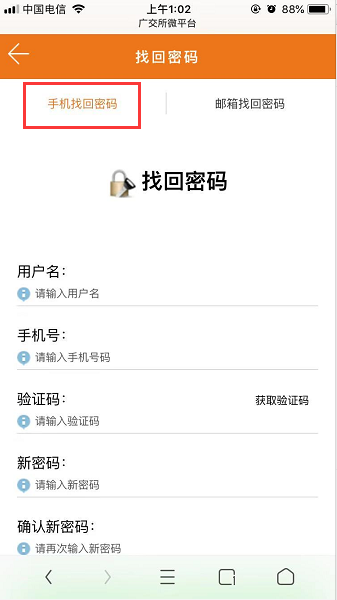 中国电信 上午1:02 88%
广交所微平台
找回密码
手机找回密码 邮箱找回密码
找回密码
用户名：
请输入用户名
手机号：
请输入手机号码
验证码： 获取验证码
请输入验证码
新密码：
请输入新密码
确认新密码：
请再次输入新密码